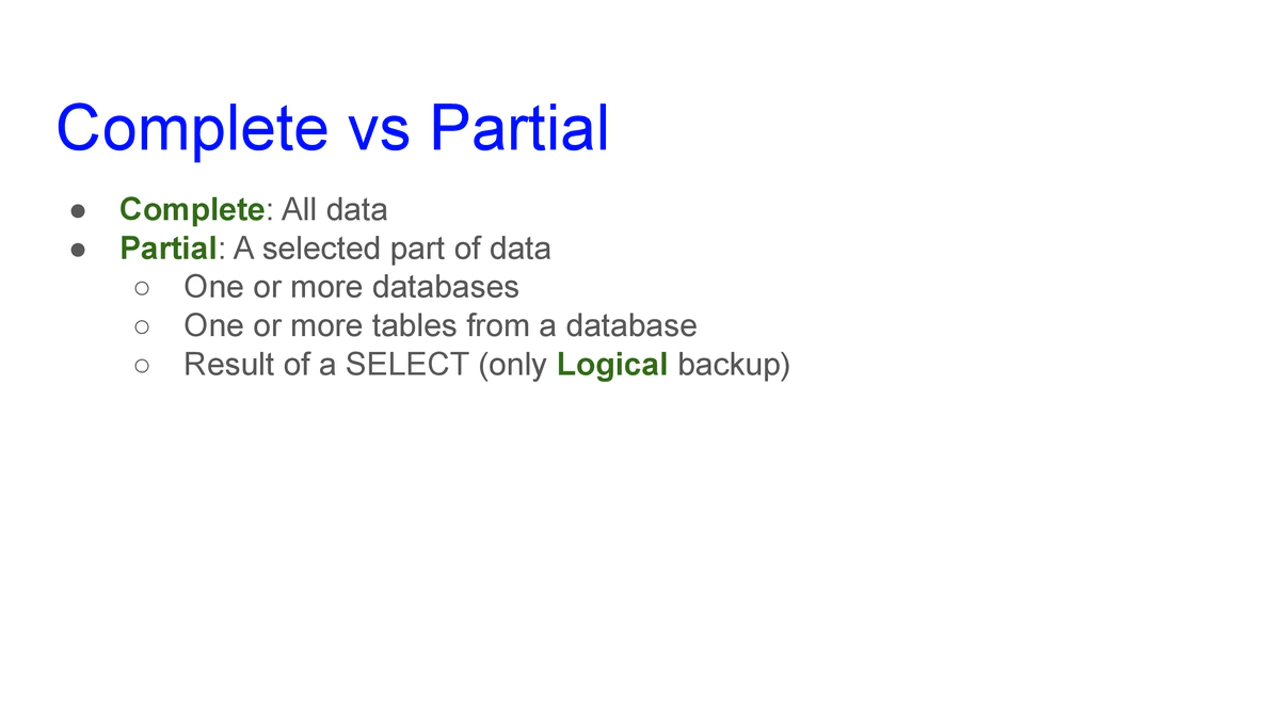 Complete vs Partial
● Complete: All data
● Partial: A selected part of data
○ One or more databases
○ One or more tables from a database
○ Result of a SELECT (only Logical backup)